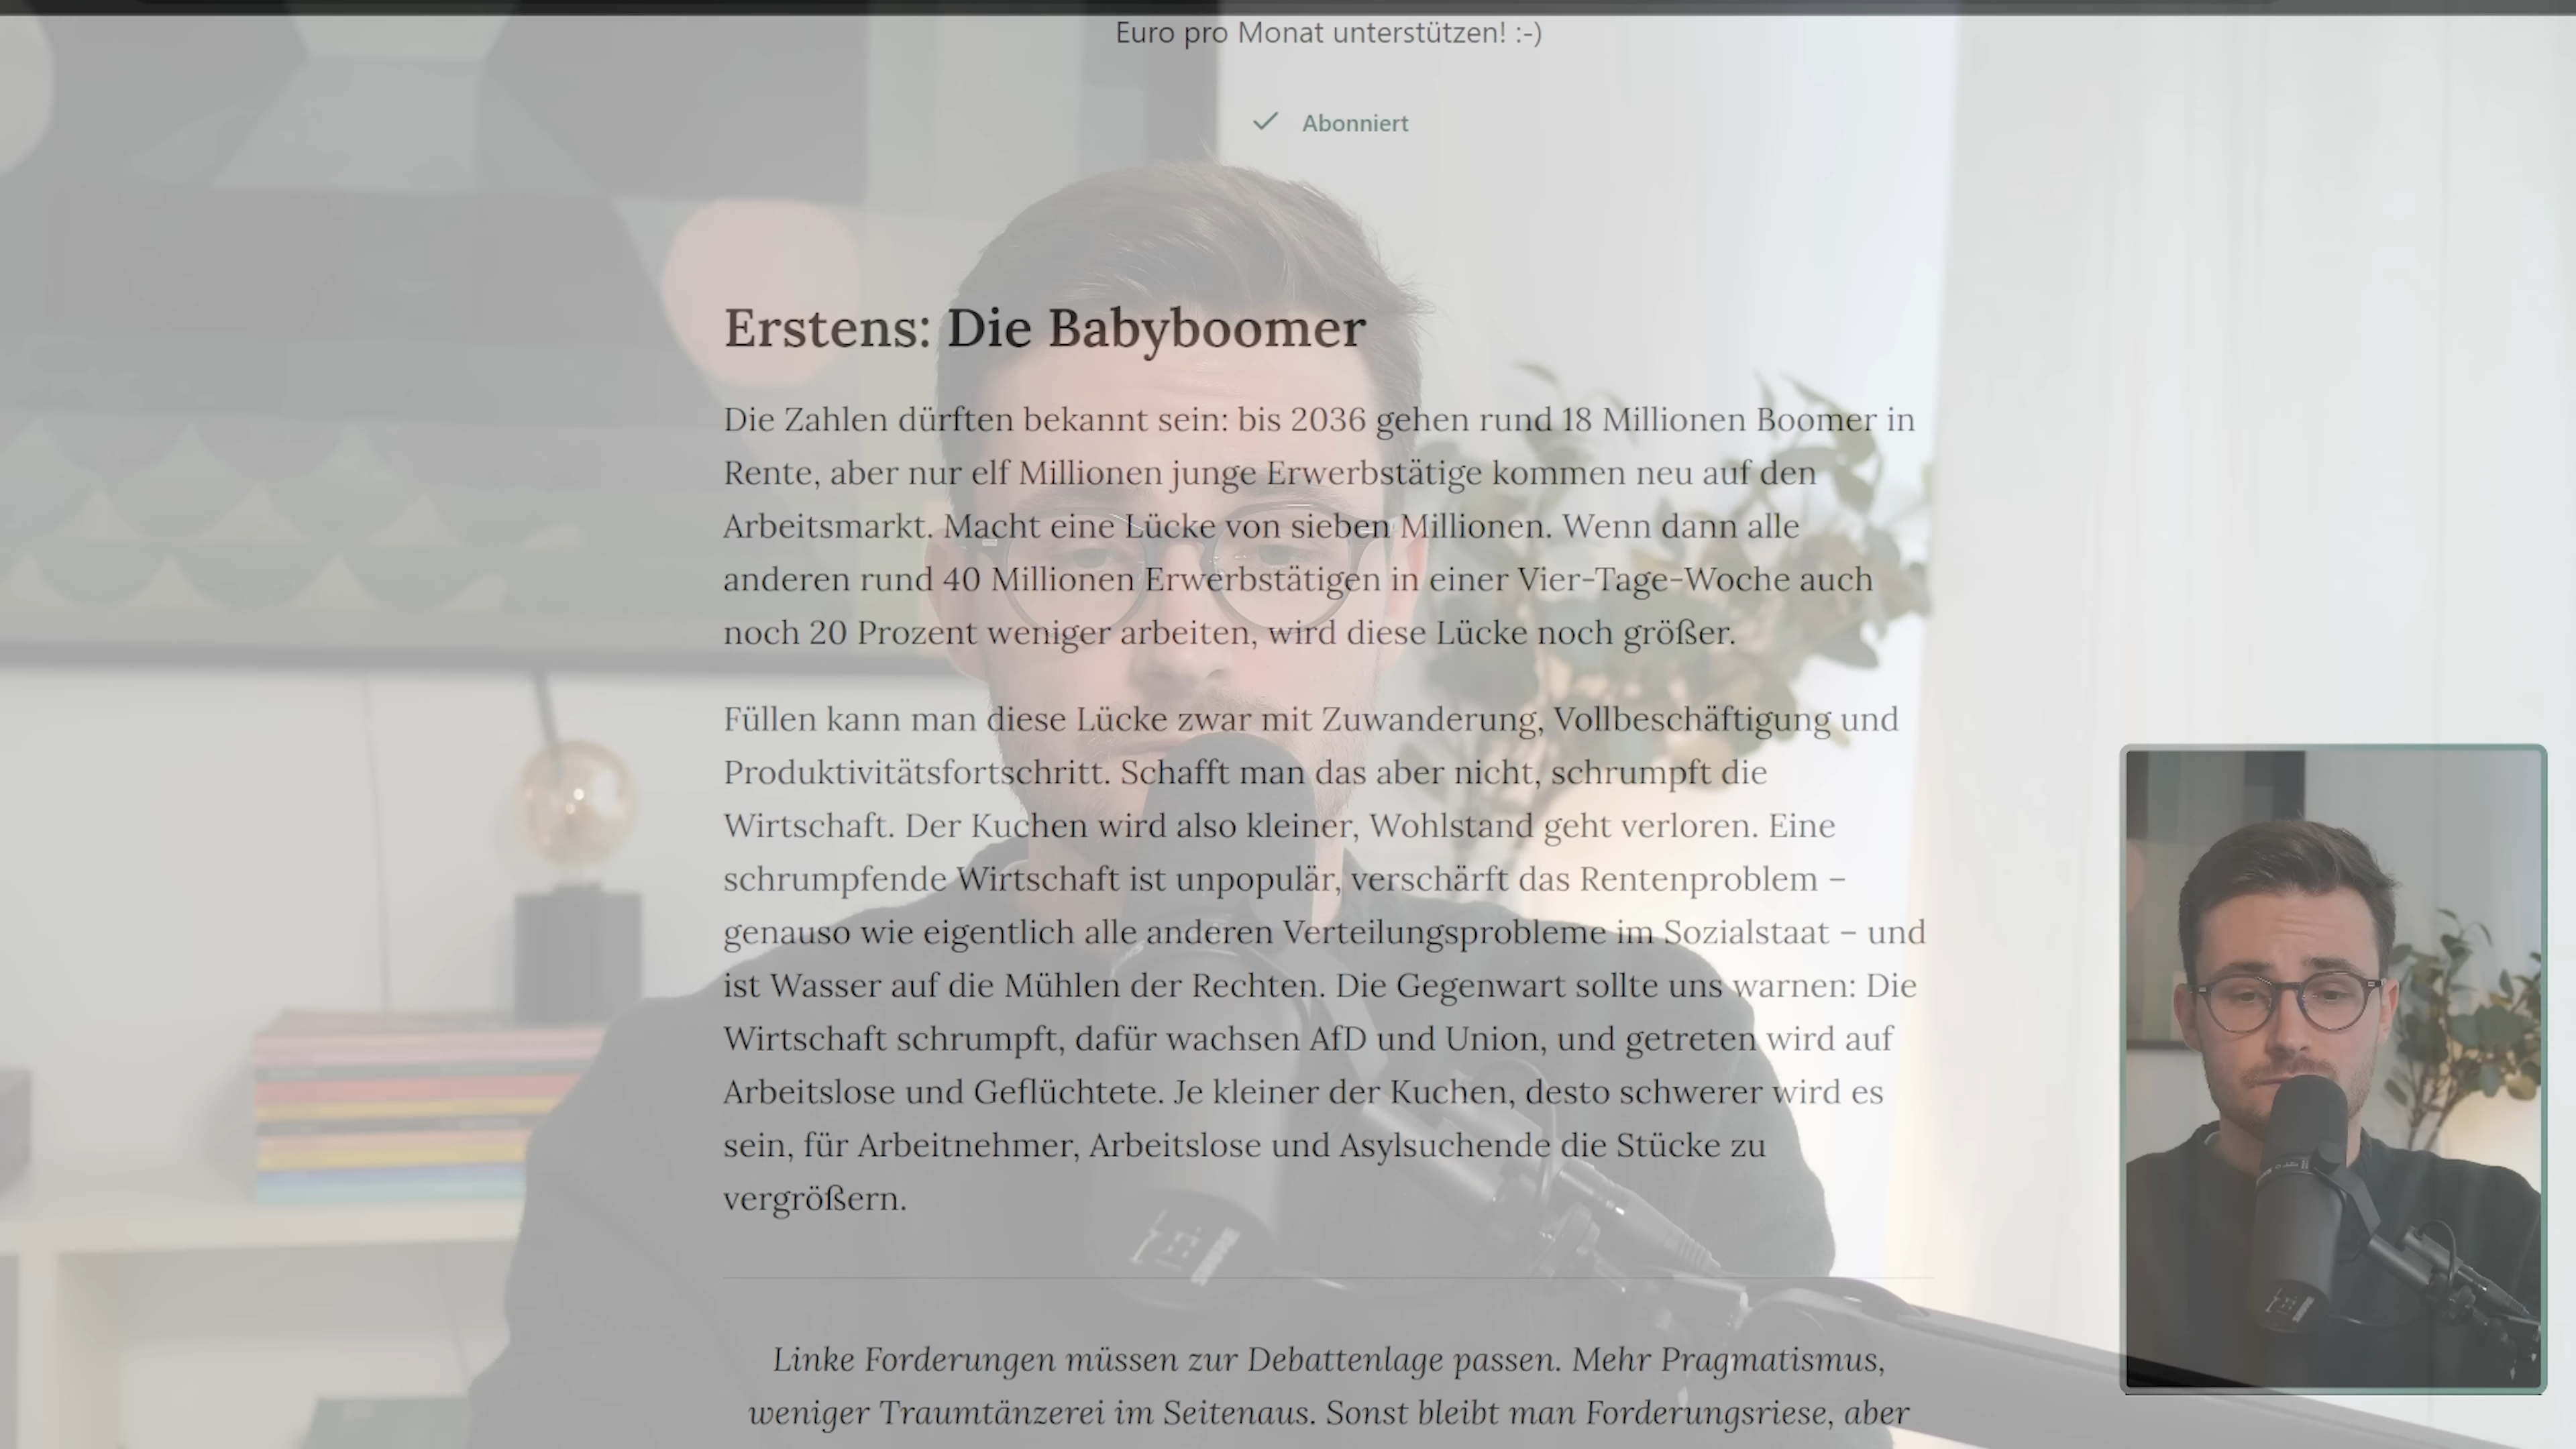 Euro pro Monat unterstützen! :-)
Abonniert
Erstens: Die Babyboomer
Die Zahlen dürften bekannt sein: bis 2036 gehen rund 18 Millionen Boomer in
Rente, aber nur elf Millionen junge Erwerbstätige kommen neu auf den
Arbeitsmarkt. Macht eine Lücke von sieben Millionen. Wenn dann alle
anderen rund 40 Millionen Erwerbstätigen in einer Vier-Tage-Woche auch
noch 20 Prozent weniger arbeiten, wird diese Lücke noch größer.
Füllen kann man diese Lücke zwar mit Zuwanderung, Vollbeschäftigung und
Produktivitätsfortschritt. Schafft man das aber nicht, schrumpft die
Wirtschaft. Der Kuchen wird also kleiner, Wohlstand geht verloren. Eine
schrumpfende Wirtschaft ist unpopulär, verschärft das Rentenproblem –
genauso wie eigentlich alle anderen Verteilungsprobleme im Sozialstaat – und
ist Wasser auf die Mühlen der Rechten. Die Gegenwart sollte uns warnen: Die
Wirtschaft schrumpft, dafür wachsen AfD und Union, und getreten wird auf
Arbeitslose und Geflüchtete. Je kleiner der Kuchen, desto schwerer wird es
sein, für Arbeitnehmer, Arbeitslose und Asylsuchende die Stücke zu
vergrößern.
Linke Forderungen müssen zur Debattenlage passen. Mehr Pragmatismus,
weniger Traumtänzerei im Seitenaus. Sonst bleibt man Forderungsriese, aber